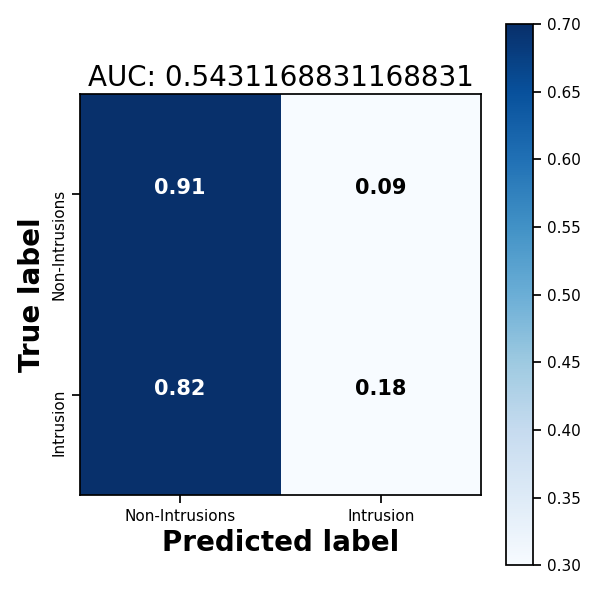 AUC: 0.5431168831168831
True label
Non-Intrusions
Intrusion
0.91
0.09
0.82
0.18
Non-Intrusions
Intrusion
Predicted label
0.70
0.65
0.60
0.55
0.50
0.45
0.40
0.35
0.30